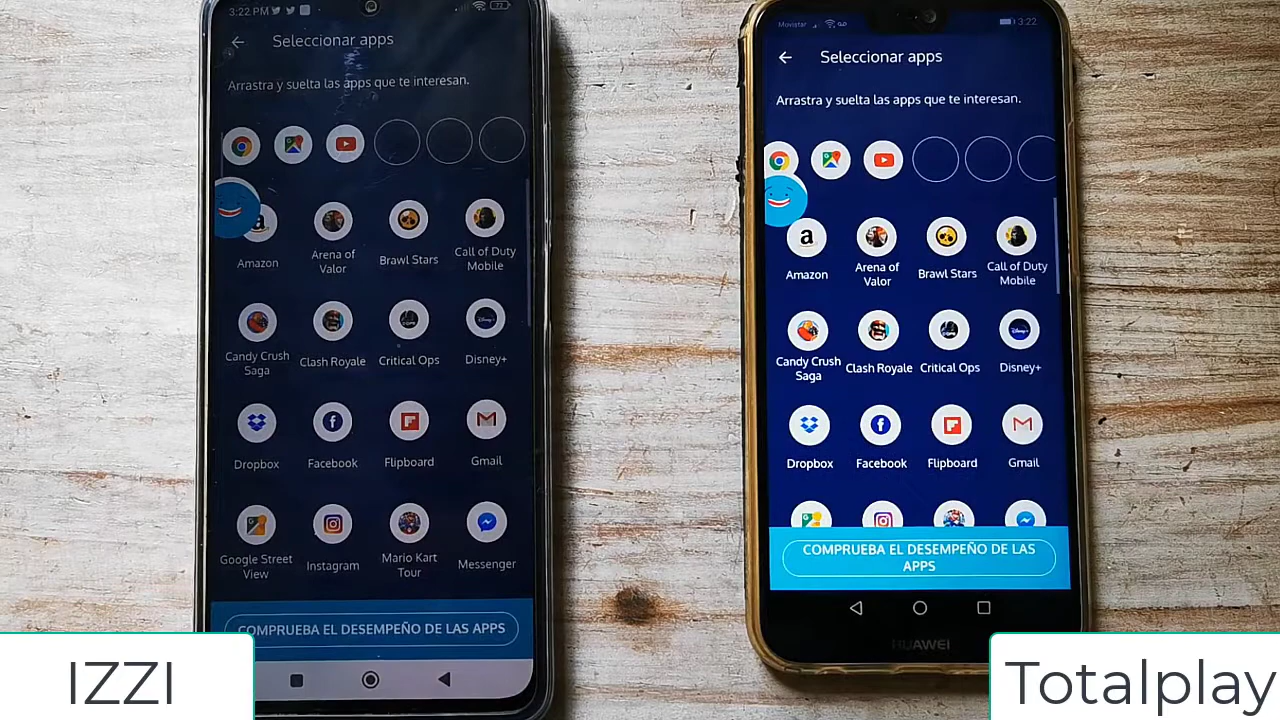 3:22 PM
72
Seleccionar apps
Arrastra y suelta las apps que te interesan.
Amazon
Arena of
Valor
Brawl Stars
Call of Duty
Mobile
Candy Crush
Saga
Clash Royale
Critical Ops
Disney+
Dropbox
Facebook
Flipboard
Gmail
Google Street
View
Instagram
Mario Kart
Tour
Messenger
COMPRUEBA EL DESEMPEÑO DE LAS APPS
IZZI
Movistar
3:22
Seleccionar apps
Arrastra y suelta las apps que te interesan.
a
Amazon
Arena of
Valor
Brawl Stars
Call of Duty
Mobile
Candy Crush
Saga
Clash Royale
Critical Ops
Disney+
Dropbox
Facebook
Flipboard
Gmail
COMPRUEBA EL DESEMPEÑO DE LAS
APPS
HUAWEI
Totalplay